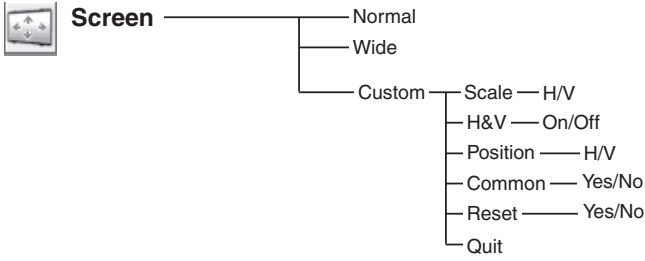 Screen Normal
Wide
Custom Scale H/V
H&V On/Off
Position H/V
Common Yes/No
Reset Yes/No
Quit